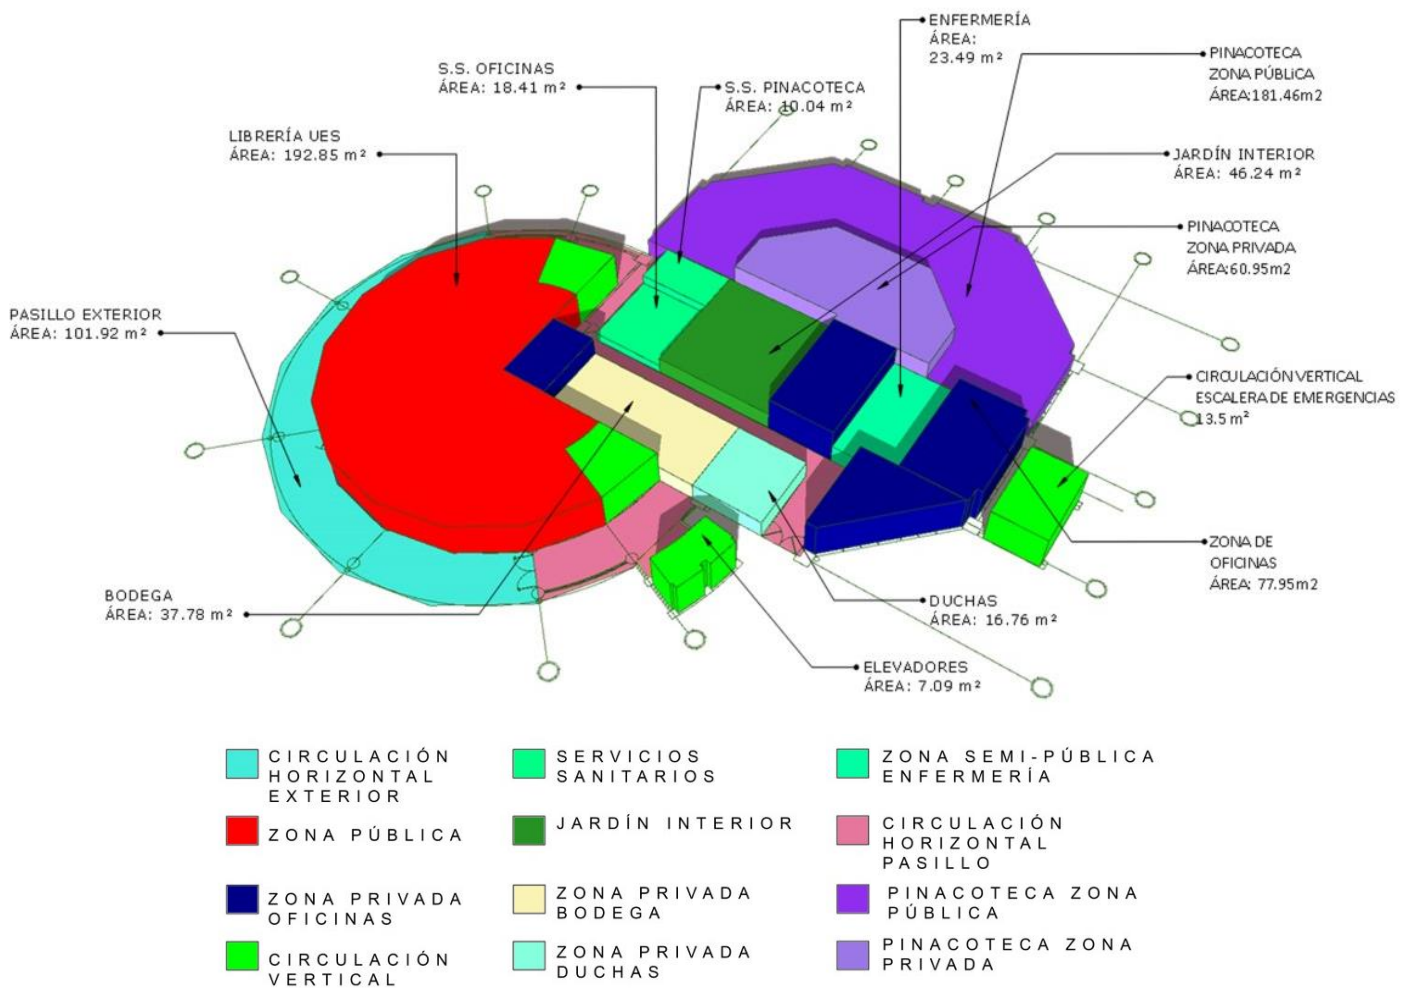 ENFERMERÍA
ÁREA:
23.49 m²
PINACOTECA
ZONA PÚBLICA
ÁREA:181.46m2
S.S. OFICINAS
ÁREA: 18.41 m²
S.S. PINACOTECA
ÁREA: 10.04 m²
LIBRERÍA UES
ÁREA: 192.85 m²
JARDÍN INTERIOR
ÁREA: 46.24 m²
PINACOTECA
ZONA PRIVADA
ÁREA:60.95m2
PASILLO EXTERIOR
ÁREA: 101.92 m²
CIRCULACIÓN VERTICAL
ESCALERA DE EMERGENCIAS
13.5 m²
ZONA DE
OFICINAS
ÁREA: 77.95m2
BODEGA
ÁREA: 37.78 m²
DUCHAS
ÁREA: 16.76 m²
ELEVADORES
ÁREA: 7.09 m²
CIRCULACIÓN
HORIZONTAL
EXTERIOR
ZONA PÚBLICA
ZONA PRIVADA
OFICINAS
CIRCULACIÓN
VERTICAL
SERVICIOS
SANITARIOS
JARDÍN INTERIOR
ZONA PRIVADA
BODEGA
ZONA PRIVADA
DUCHAS
ZONA SEMI-PÚBLICA
ENFERMERÍA
CIRCULACIÓN
HORIZONTAL
PASILLO
PINACOTECA ZONA
PÚBLICA
PINACOTECA ZONA
PRIVADA